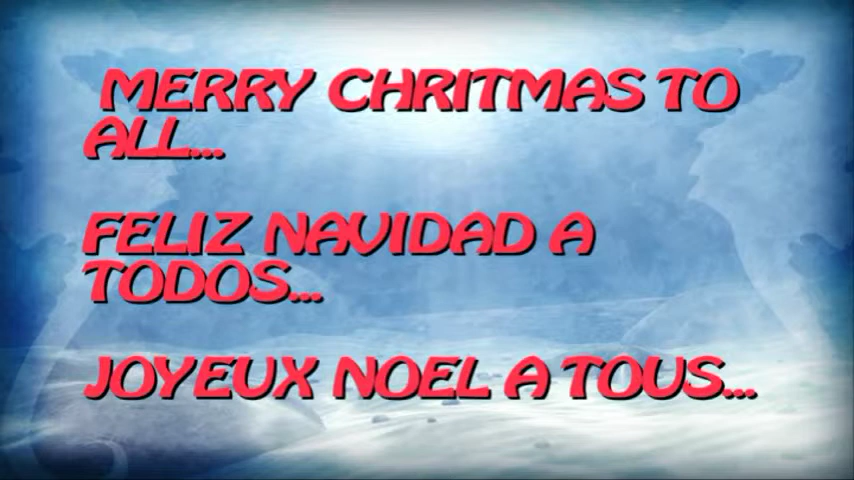 MERRY CHRITMAS TO
ALL...
FELIZ NAVIDAD A
TODOS...
JOYEUX NOEL A TOUS...